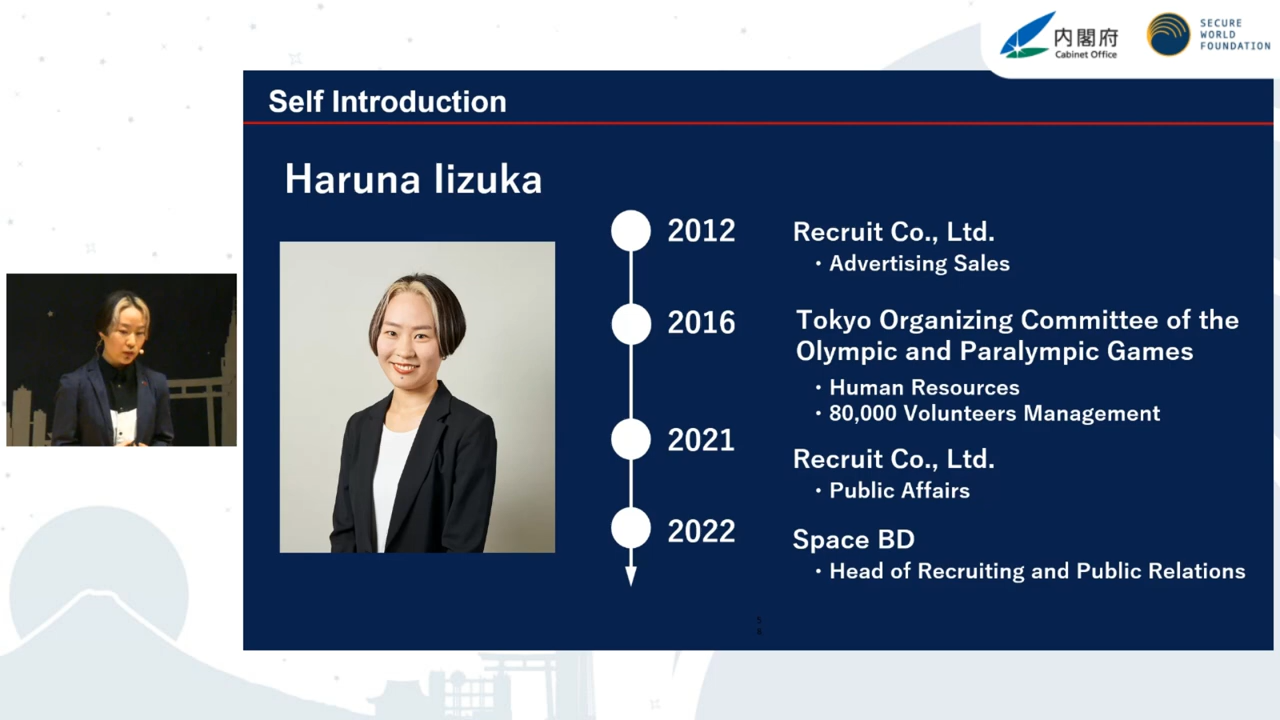 内閣府
Cabinet Office
SECURE
WORLD
FOUNDATION
Self Introduction
Haruna Iizuka
2012
Recruit Co., Ltd.
・Advertising Sales
2016
Tokyo Organizing Committee of the
Olympic and Paralympic Games
・Human Resources
・80,000 Volunteers Management
2021
Recruit Co., Ltd.
・Public Affairs
2022
Space BD
・Head of Recruiting and Public Relations